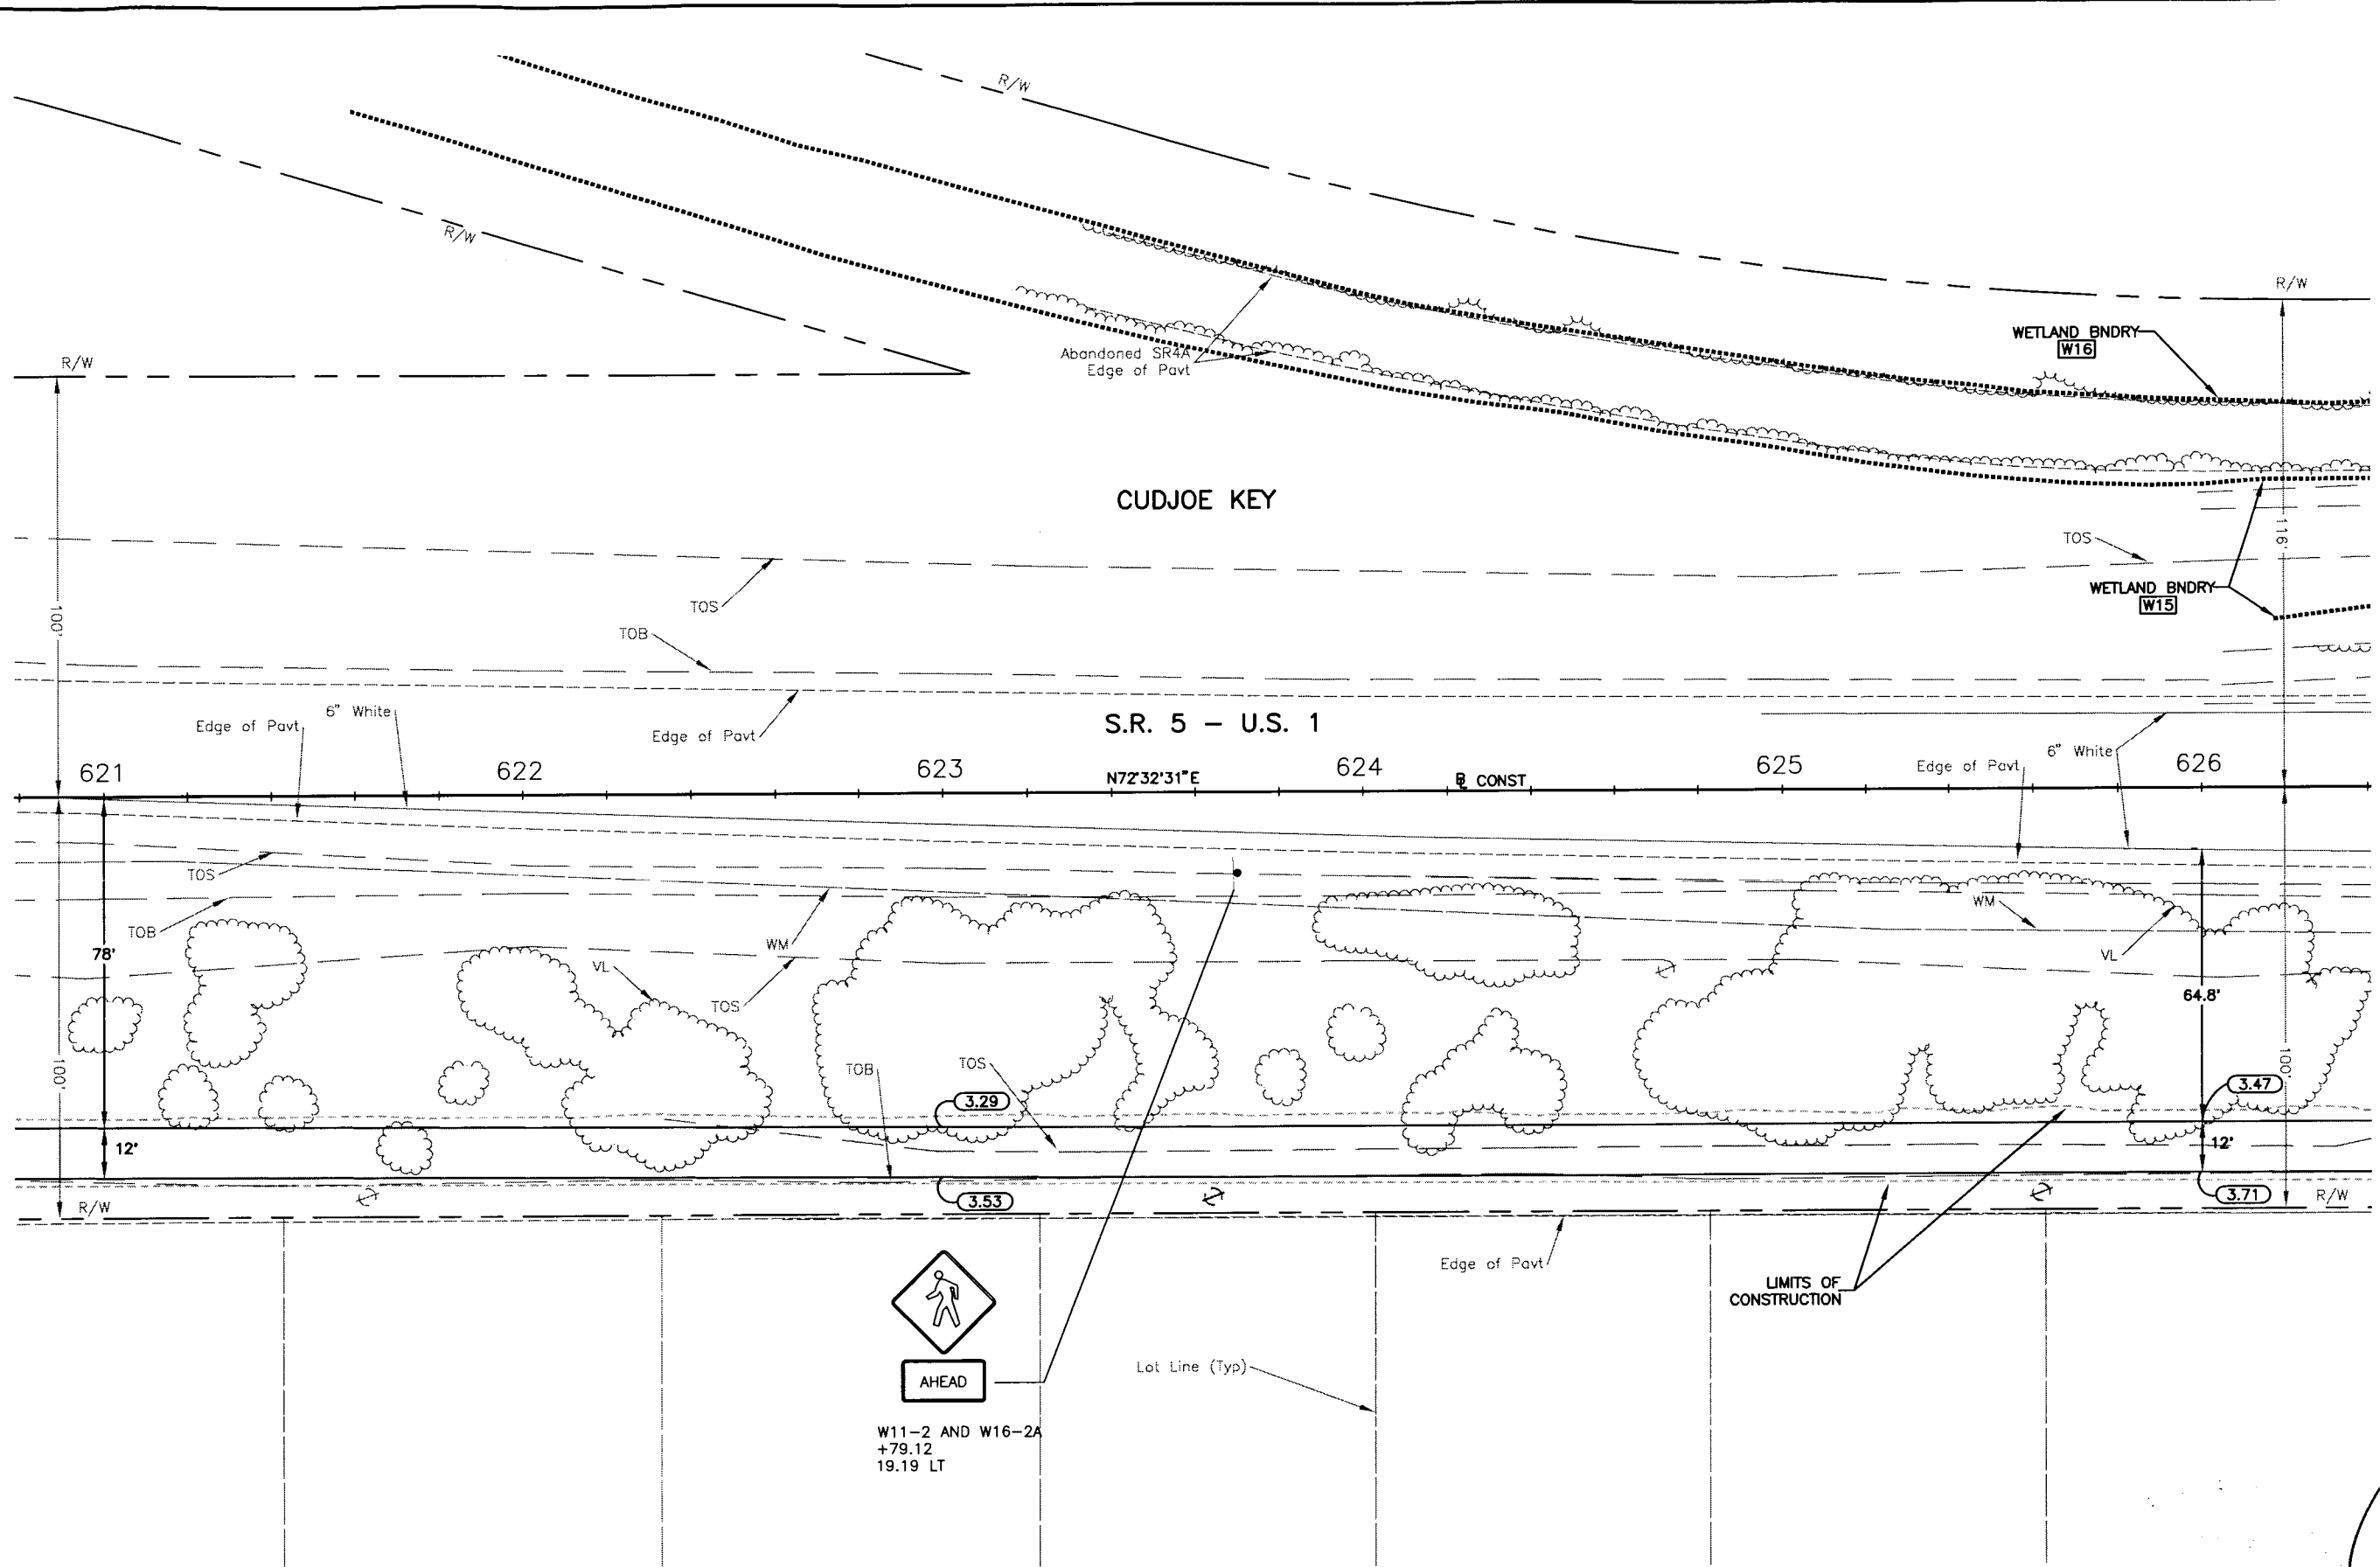 R/W
R/W
R/W
R/W
WETLAND BNDRY
W16
Abandoned SR4A
Edge of Pavt
CUDJOE KEY
116'
TOS
TOS
WETLAND BNDRY
W15
100'
TOB
6" White
Edge of Pavt
Edge of Pavt
S.R. 5 – U.S. 1
6" White
Edge of Pavt
621
622
623
N72°32'31"E
624
B CONST
625
626
TOS
TOB
WM
WM
78'
VL
VL
TOS
64.8'
100'
TOB
TOS
3.29
3.47
100'
12'
12'
3.53
3.71
R/W
R/W
Edge of Pavt
LIMITS OF
CONSTRUCTION
AHEAD
Lot Line (Typ)
W11–2 AND W16–2A
+79.12
19.19 LT